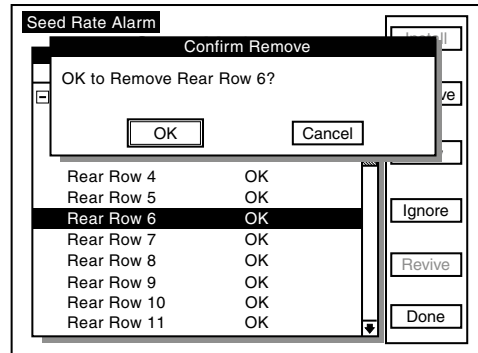 Seed Rate Alarm
Confirm Remove
OK to Remove Rear Row 6?
OK Cancel
Rear Row 4 OK
Rear Row 5 OK
Rear Row 6 OK
Rear Row 7 OK
Rear Row 8 OK
Rear Row 9 OK
Rear Row 10 OK
Rear Row 11 OK
Ignore
Revive
Done